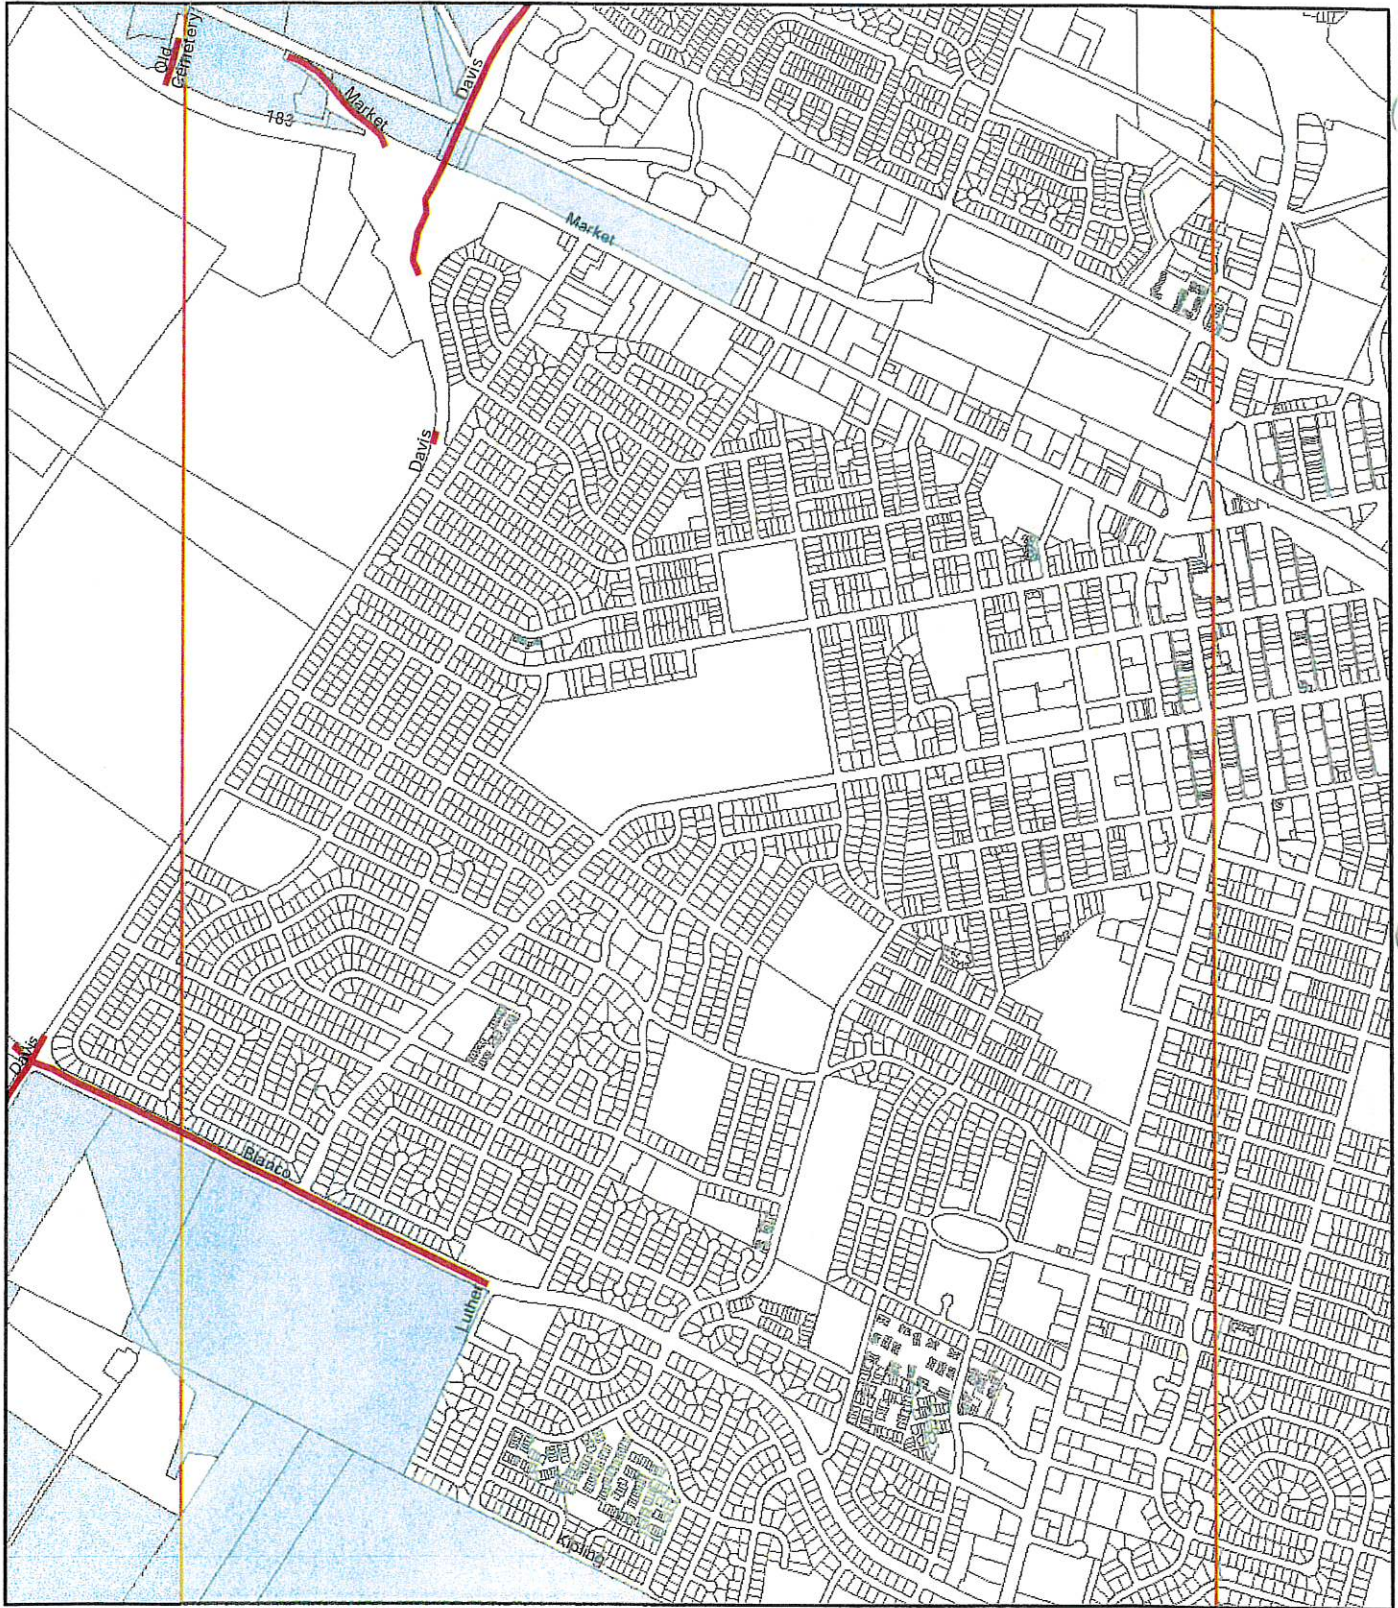 Old
Cemetery
183
Market
Davis
Market
Davis
Davis
Blanco
Luther
Kipling